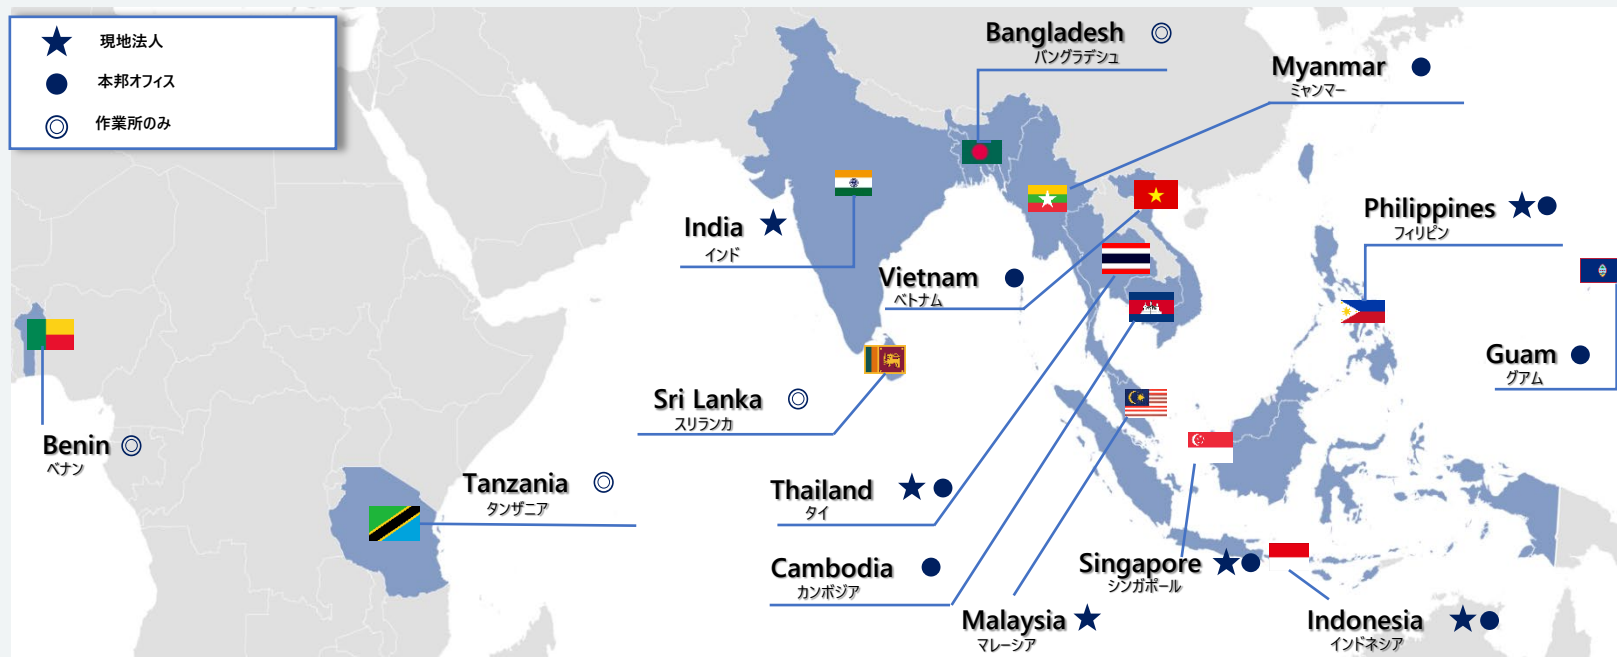 現地法人
本邦オフィス
作業所のみ
Bangladesh
バングラデシュ
Myanmar
ミャンマー
India
インド
Philippines
フィリピン
Vietnam
ベトナム
Guam
グアム
Sri Lanka
スリランカ
Benin
ベナン
Tanzania
タンザニア
Thailand
タイ
Cambodia
カンボジア
Singapore
シンガポール
Malaysia
マレーシア
Indonesia
インドネシア